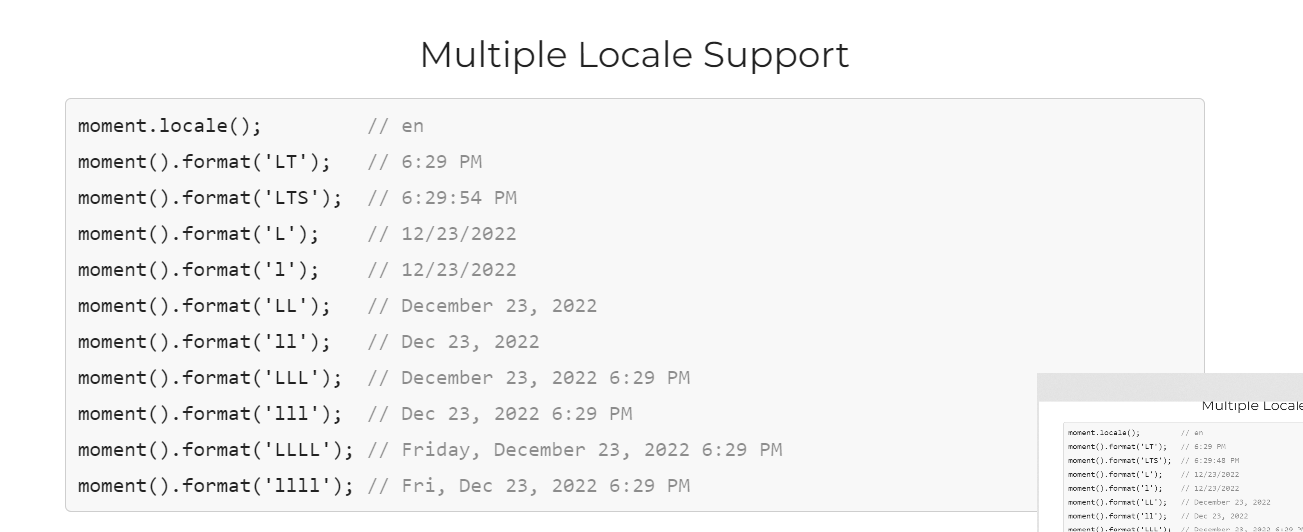 Multiple Locale Support
moment.locale();         // en
moment().format('LT');   // 6:29 PM
moment().format('LTS');  // 6:29:54 PM
moment().format('L');    // 12/23/2022
moment().format('l');    // 12/23/2022
moment().format('LL');   // December 23, 2022
moment().format('ll');   // Dec 23, 2022
moment().format('LLL');  // December 23, 2022 6:29 PM
moment().format('lll');  // Dec 23, 2022 6:29 PM
moment().format('LLLL'); // Friday, December 23, 2022 6:29 PM
moment().format('llll'); // Fri, Dec 23, 2022 6:29 PM
Multiple Locale
moment.locale();         // en
moment().format('LT');   // 6:29 PM
moment().format('LTS');  // 6:29:48 PM
moment().format('L');    // 12/23/2022
moment().format('l');    // 12/23/2022
moment().format('LL');   // December 23, 2022
moment().format('ll');   // Dec 23, 2022
moment().format('LLL');  // December 23, 2022 6:29